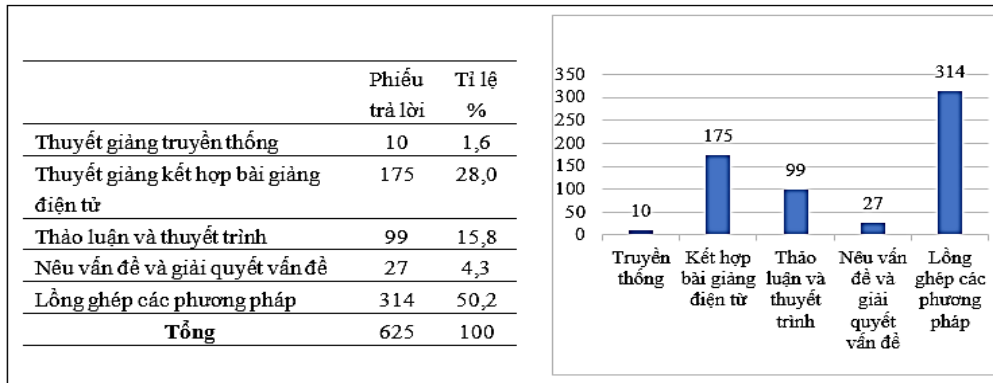 Phiếu trả lời Tỉ lệ %
Thuyết giảng truyền thống 10 1,6
Thuyết giảng kết hợp bài giảng điện tử 175 28,0
Thảo luận và thuyết trình 99 15,8
Nêu vấn đề và giải quyết vấn đề 27 4,3
Lồng ghép các phương pháp 314 50,2
Tổng 625 100
350
300
250
200
150
100
50
0
10
175
99
27
314
Truyền thống
Kết hợp bài giảng điện từ
Thảo luận và thuyết trình
Nêu vấn đề và giải quyết vấn đề
Lồng ghép các phương pháp